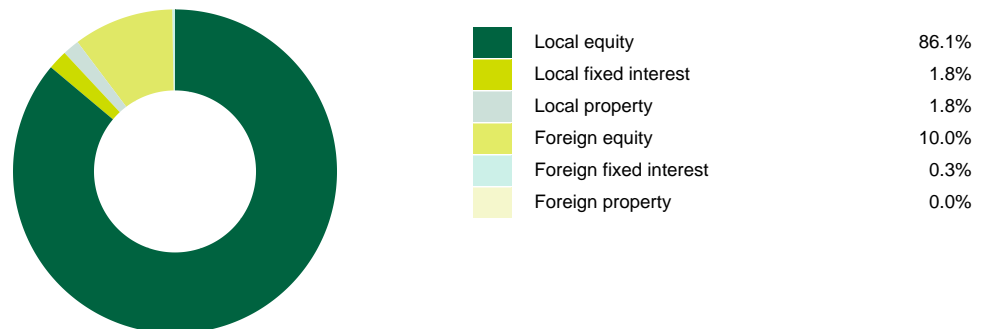 Local equity 86.1%
Local fixed interest 1.8%
Local property 1.8%
Foreign equity 10.0%
Foreign fixed interest 0.3%
Foreign property 0.0%